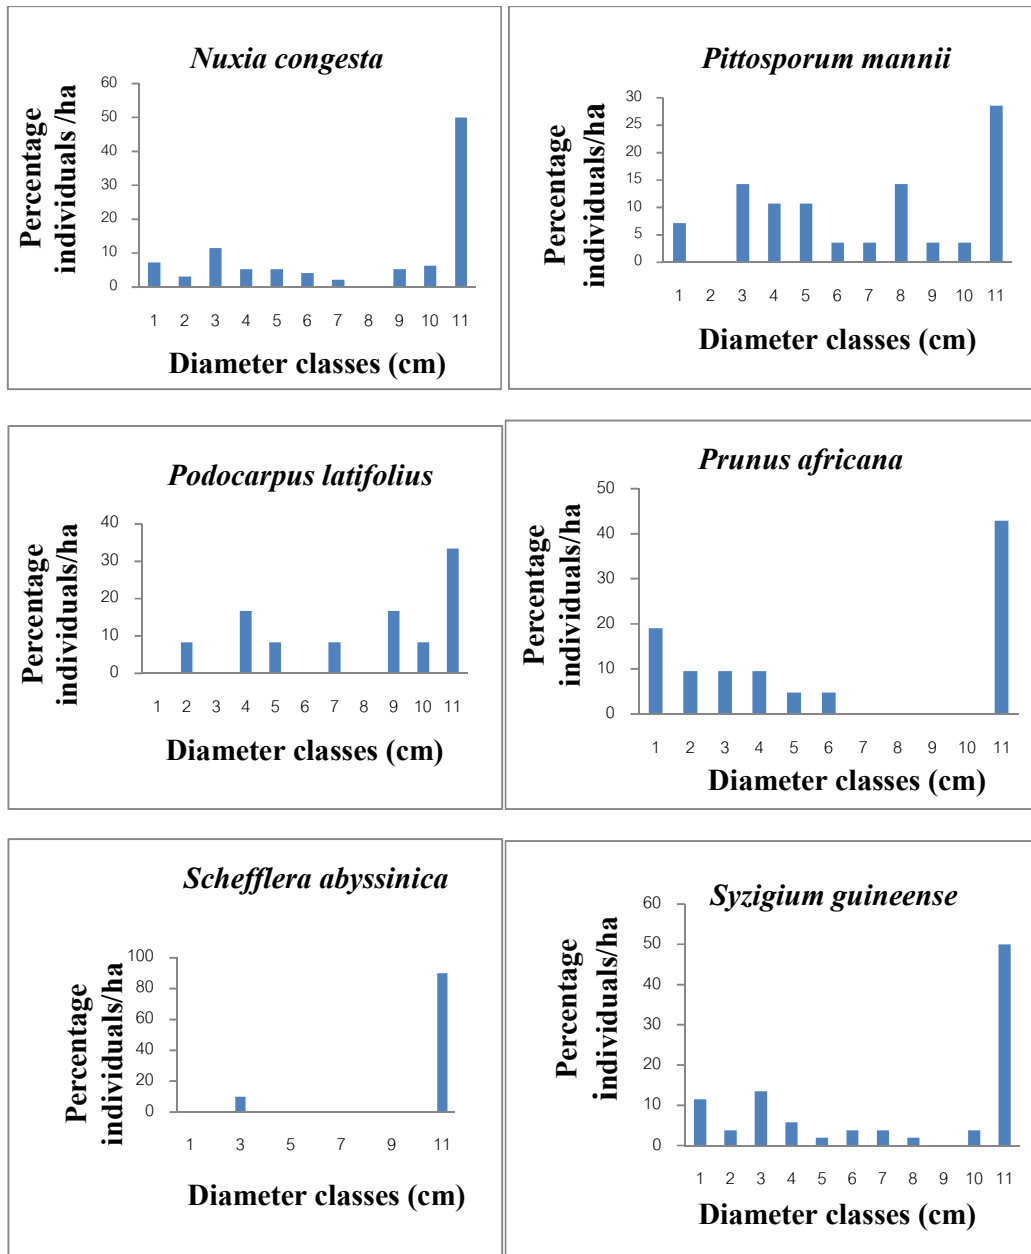 Nuxia congesta
Percentage
individuals /ha
60
50
40
30
20
10
0
1 2 3 4 5 6 7 8 9 10 11
Diameter classes (cm)
Pittosporum mannii
Percentage
individuals/ha
30
25
20
15
10
5
0
1 2 3 4 5 6 7 8 9 10 11
Diameter classes (cm)
Podocarpus latifolius
Percentage
individuals/ha
40
30
20
10
0
1 2 3 4 5 6 7 8 9 10 11
Diameter classes (cm)
Prunus africana
Percentage
individuals/ha
50
40
30
20
10
0
1 2 3 4 5 6 7 8 9 10 11
Diameter classes (cm)
Schefflera abyssinica
Percentage
individuals/ha
100
80
60
40
20
0
1 3 5 7 9 11
Diameter classes (cm)
Syzigium guineense
Percentage
individuals/ha
60
50
40
30
20
10
0
1 2 3 4 5 6 7 8 9 10 11
Diameter classes (cm)